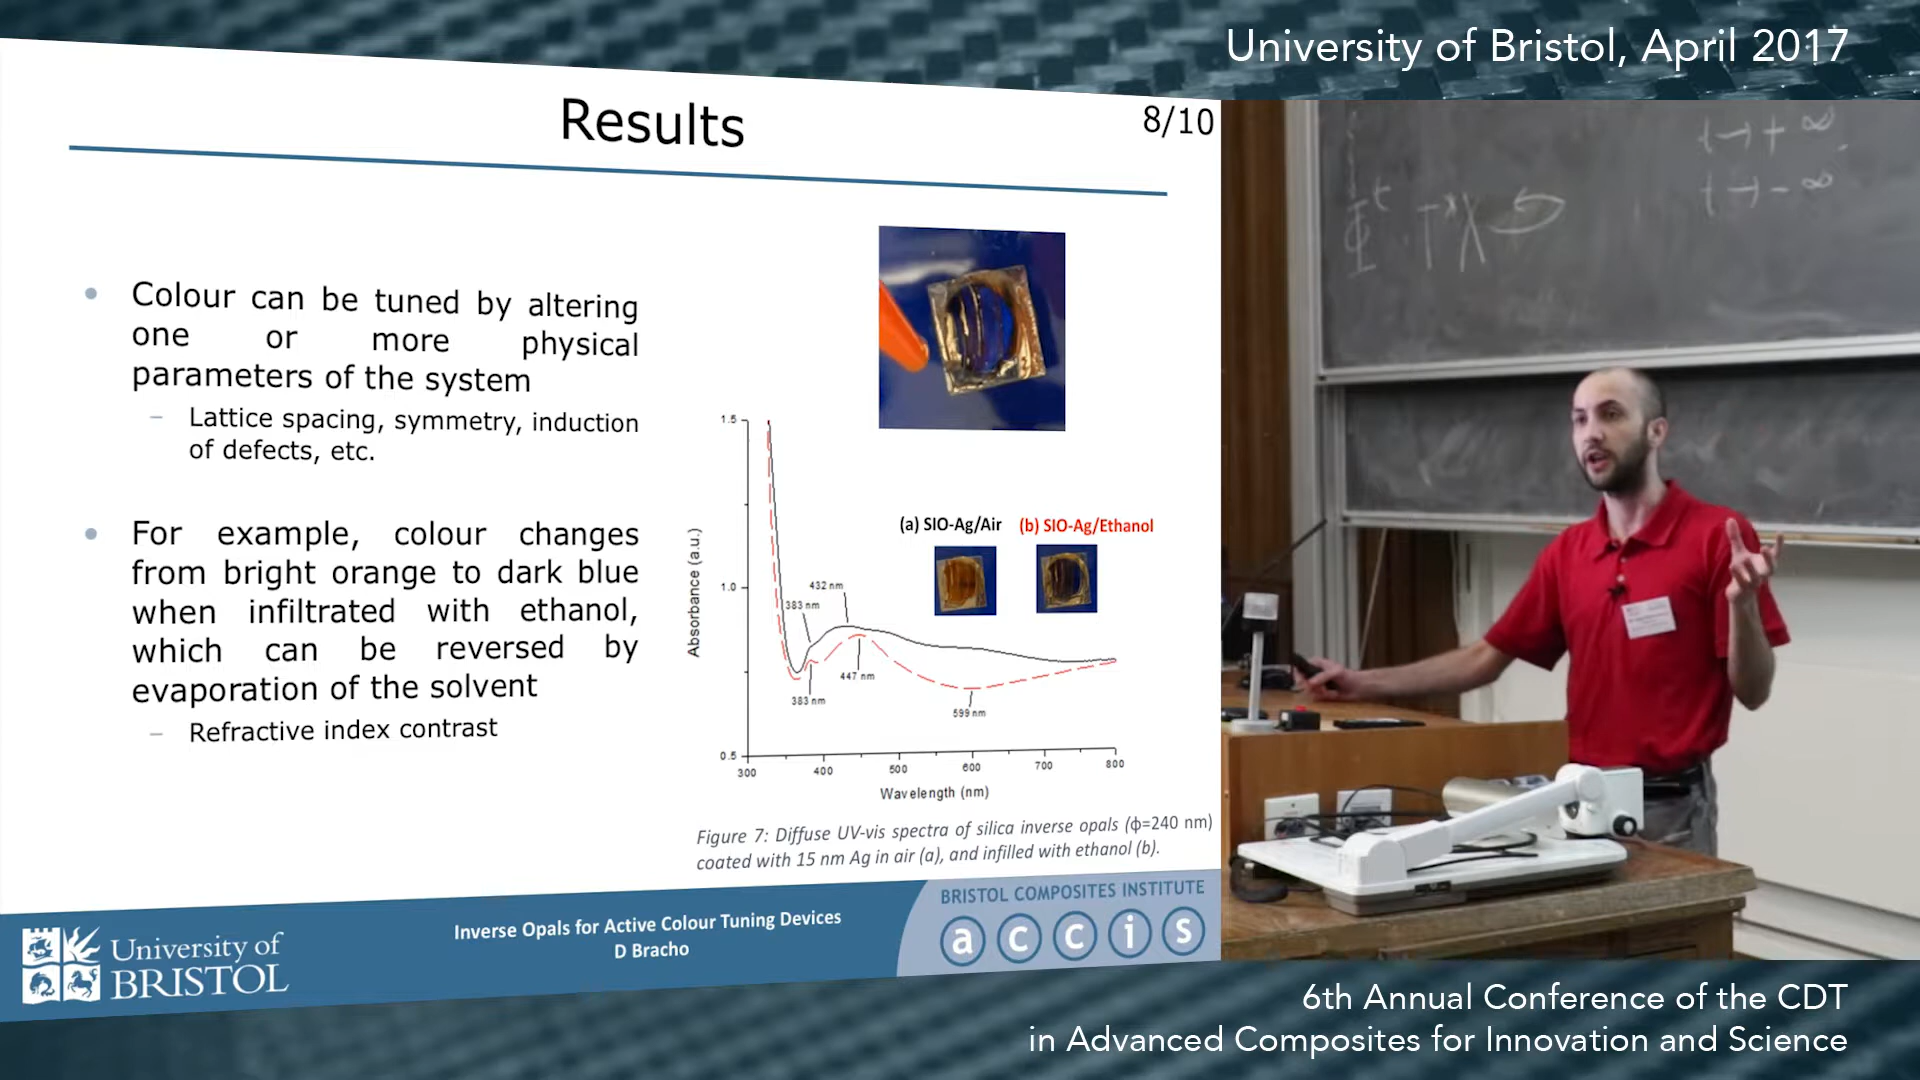 University of Bristol, April 2017
Results
8/10
• Colour can be tuned by altering
one or more physical
parameters of the system
– Lattice spacing, symmetry, induction
of defects, etc.
• For example, colour changes
from bright orange to dark blue
when infiltrated with ethanol,
which can be reversed by
evaporation of the solvent
– Refractive index contrast
(a) SIO-Ag/Air (b) SIO-Ag/Ethanol
Absorbance (a.u.)
1.5
1.0
0.5
432 nm
383 nm
447 nm
383 nm
599 nm
300 400 500 600 700 800
Wavelength (nm)
Figure 7: Diffuse UV-vis spectra of silica inverse opals (ϕ=240 nm)
coated with 15 nm Ag in air (a), and infilled with ethanol (b).
University of
BRISTOL
Inverse Opals for Active Colour Tuning Devices
D Bracho
BRISTOL COMPOSITES INSTITUTE
accis
t→+∞
t→-∞
6th Annual Conference of the CDT
in Advanced Composites for Innovation and Science